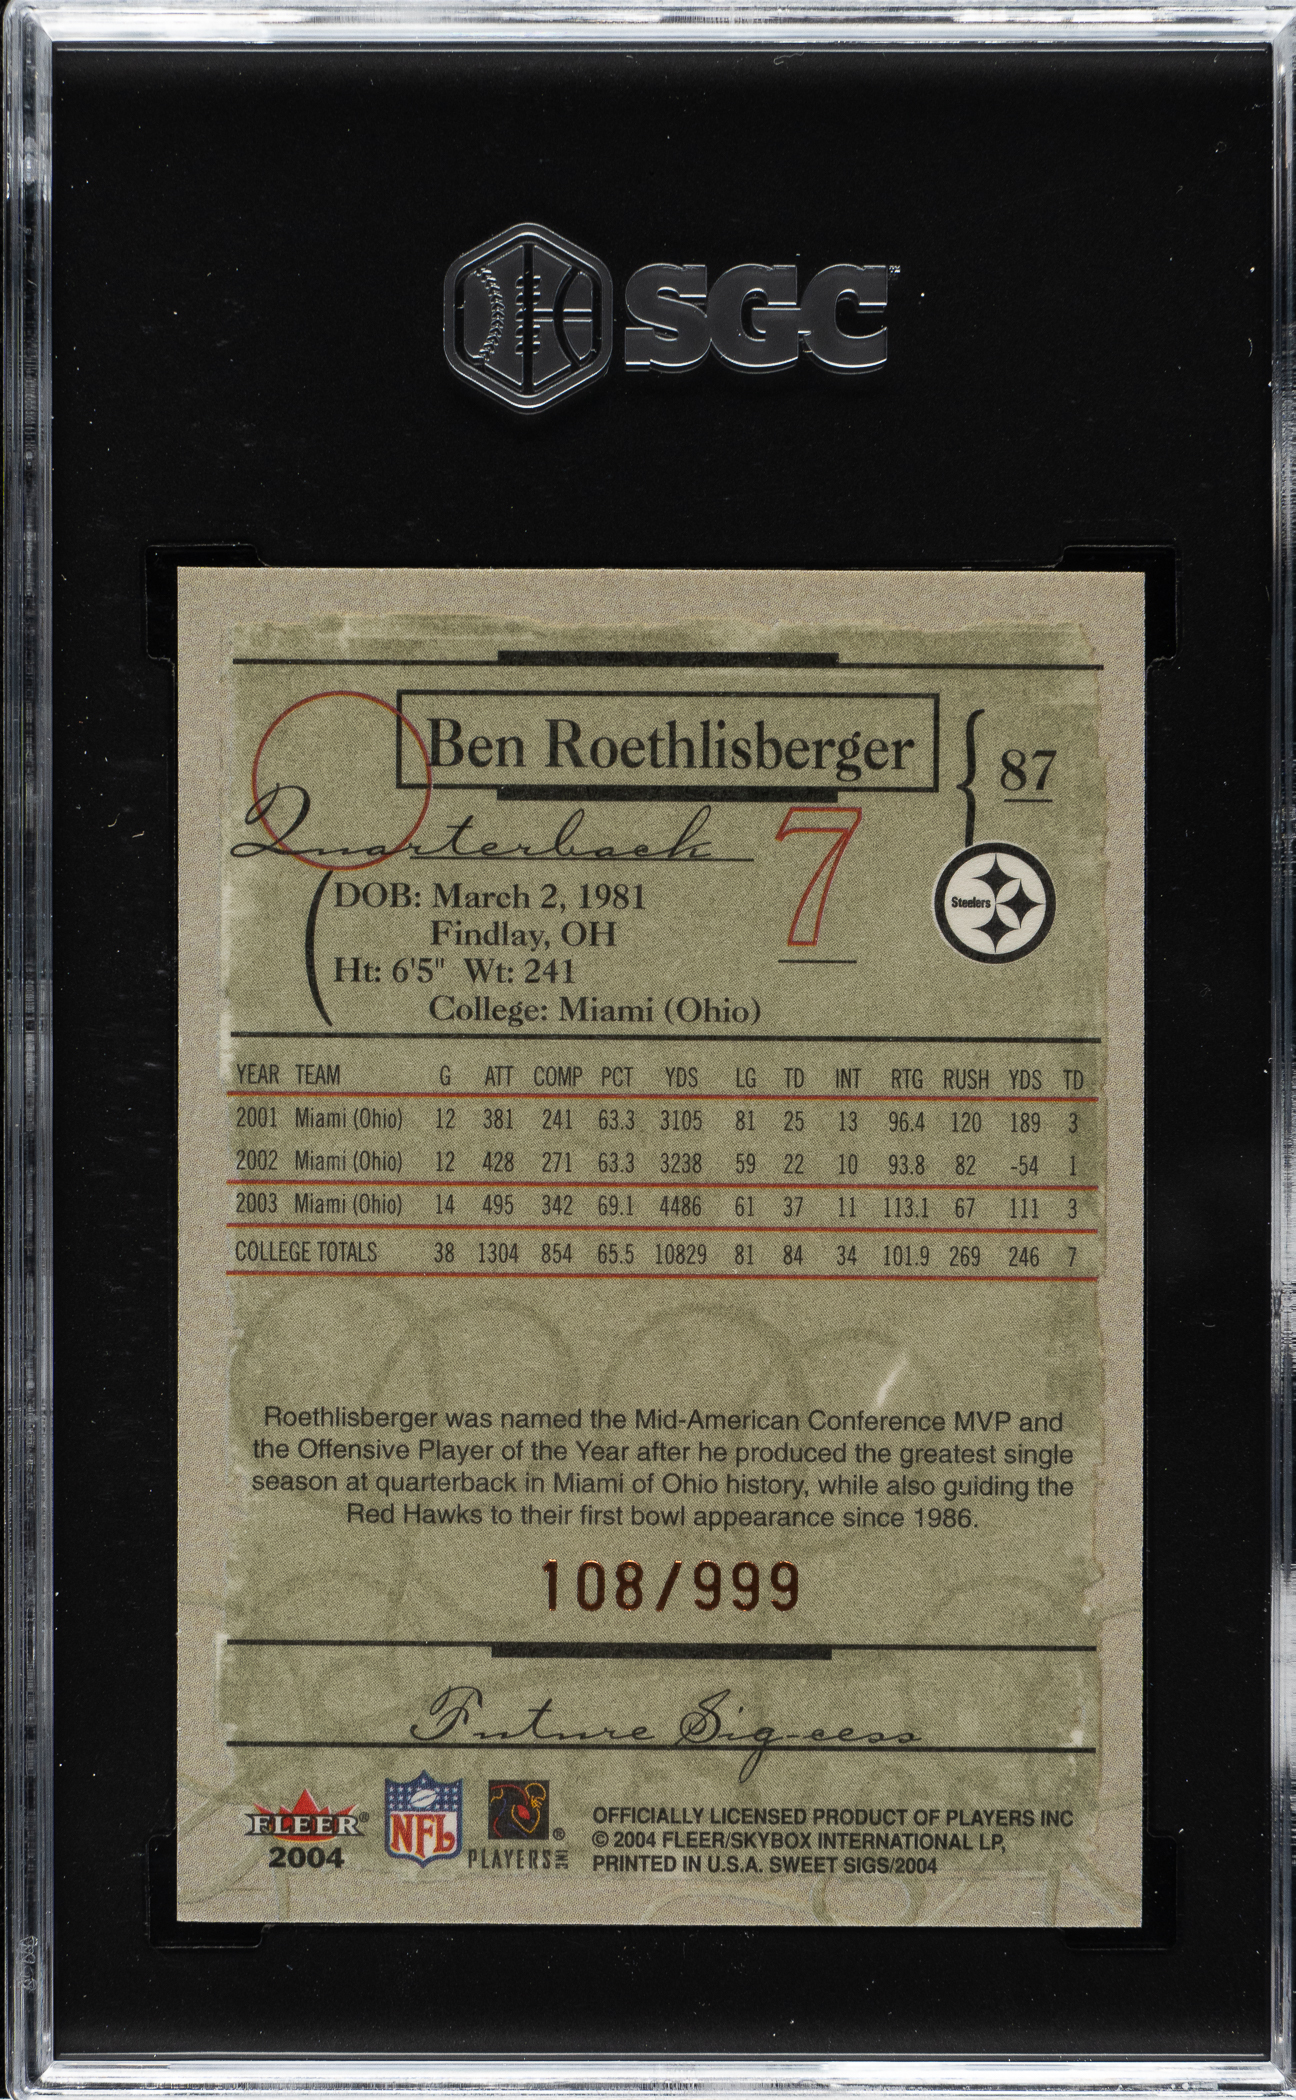 SGC
Ben Roethlisberger
87
Quarterback
7
Steelers
DOB: March 2, 1981
Findlay, OH
Ht: 6'5" Wt: 241
College: Miami (Ohio)
YEAR TEAM G ATT COMP PCT YDS LG TD INT RTG RUSH YDS TD
2001 Miami (Ohio) 12 381 241 63.3 3105 81 25 13 96.4 120 189 3
2002 Miami (Ohio) 12 428 271 63.3 3238 59 22 10 93.8 82 -54 1
2003 Miami (Ohio) 14 495 342 69.1 4486 61 37 11 113.1 67 111 3
COLLEGE TOTALS 38 1304 854 65.5 10829 81 84 34 101.9 269 246 7
Roethlisberger was named the Mid-American Conference MVP and
the Offensive Player of the Year after he produced the greatest single
season at quarterback in Miami of Ohio history, while also guiding the
Red Hawks to their first bowl appearance since 1986.
108/999
Future Sig-cess
FLEER®
2004
NFL
PLAYERS INC ®
OFFICIALLY LICENSED PRODUCT OF PLAYERS INC
© 2004 FLEER/SKYBOX INTERNATIONAL LP,
PRINTED IN U.S.A. SWEET SIGS/2004